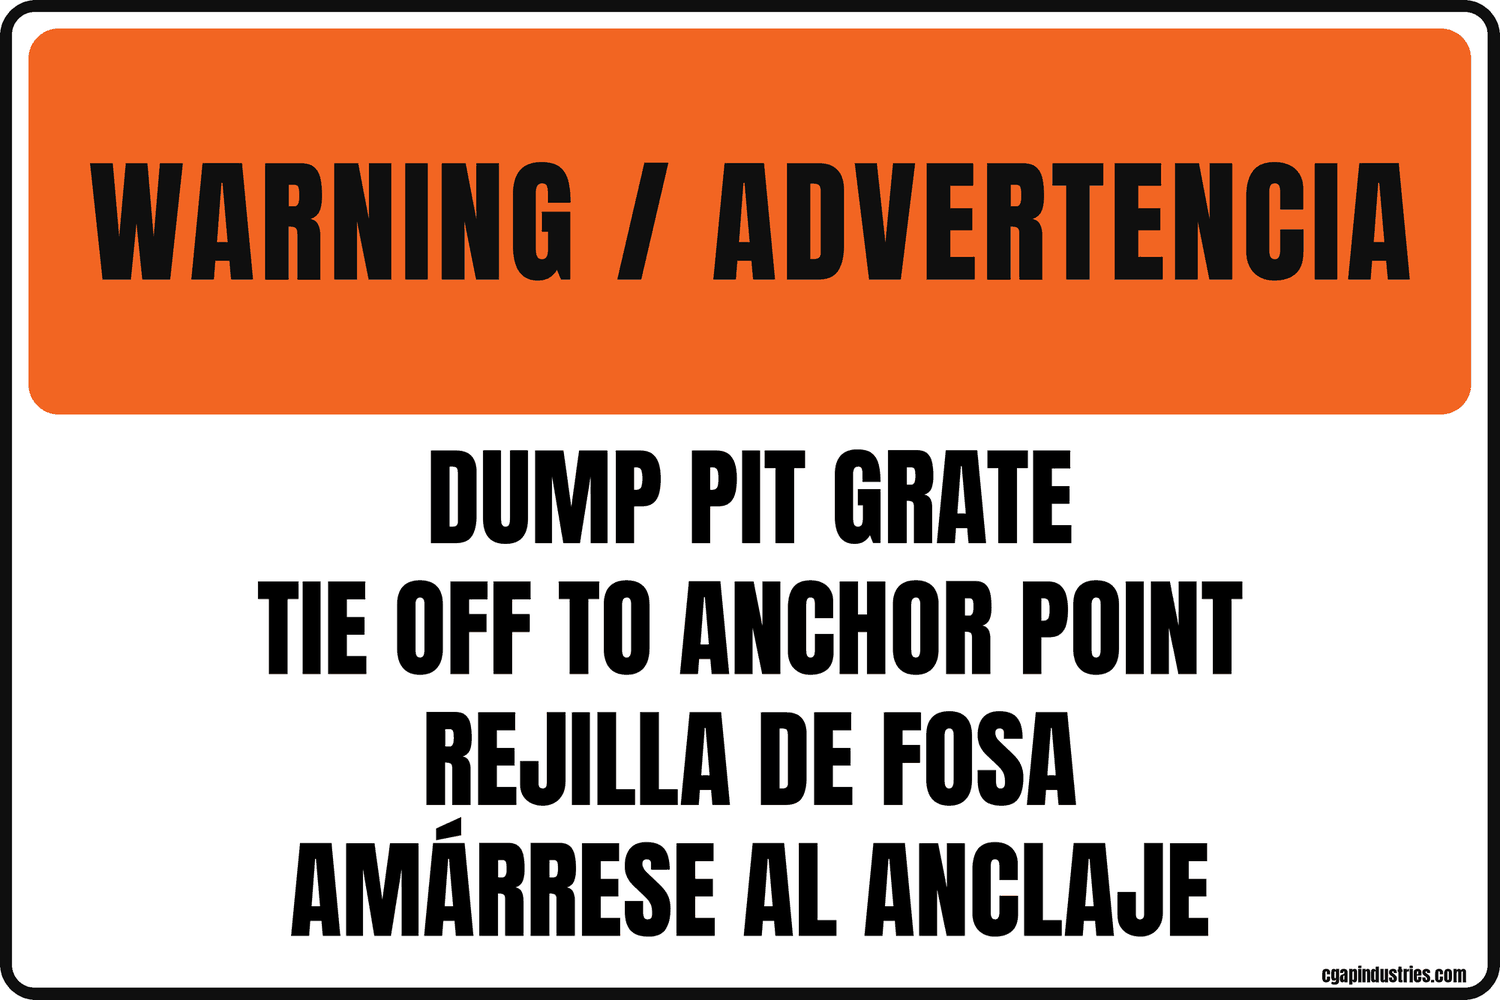 WARNING / ADVERTENCIA
DUMP PIT GRATE
TIE OFF TO ANCHOR POINT
REJILLA DE FOSA
AMÁRRESE AL ANCLAJE
cgapindustries.com